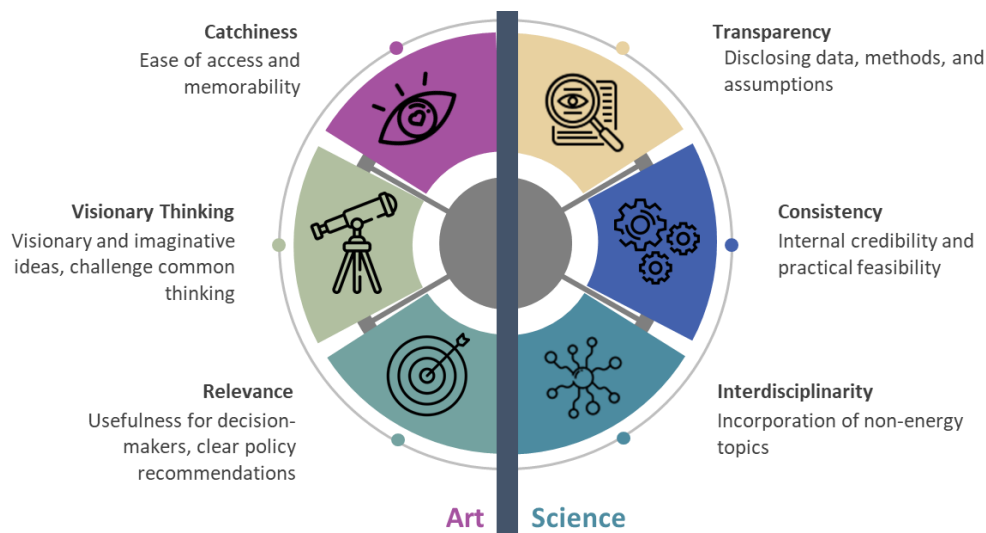 Catchiness
Ease of access and
memorability
Visionary Thinking
Visionary and imaginative
ideas, challenge common
thinking
Relevance
Usefulness for decision-
makers, clear policy
recommendations
Transparency
Disclosing data, methods, and
assumptions
Consistency
Internal credibility and
practical feasibility
Interdisciplinarity
Incorporation of non-energy
topics
Art
Science